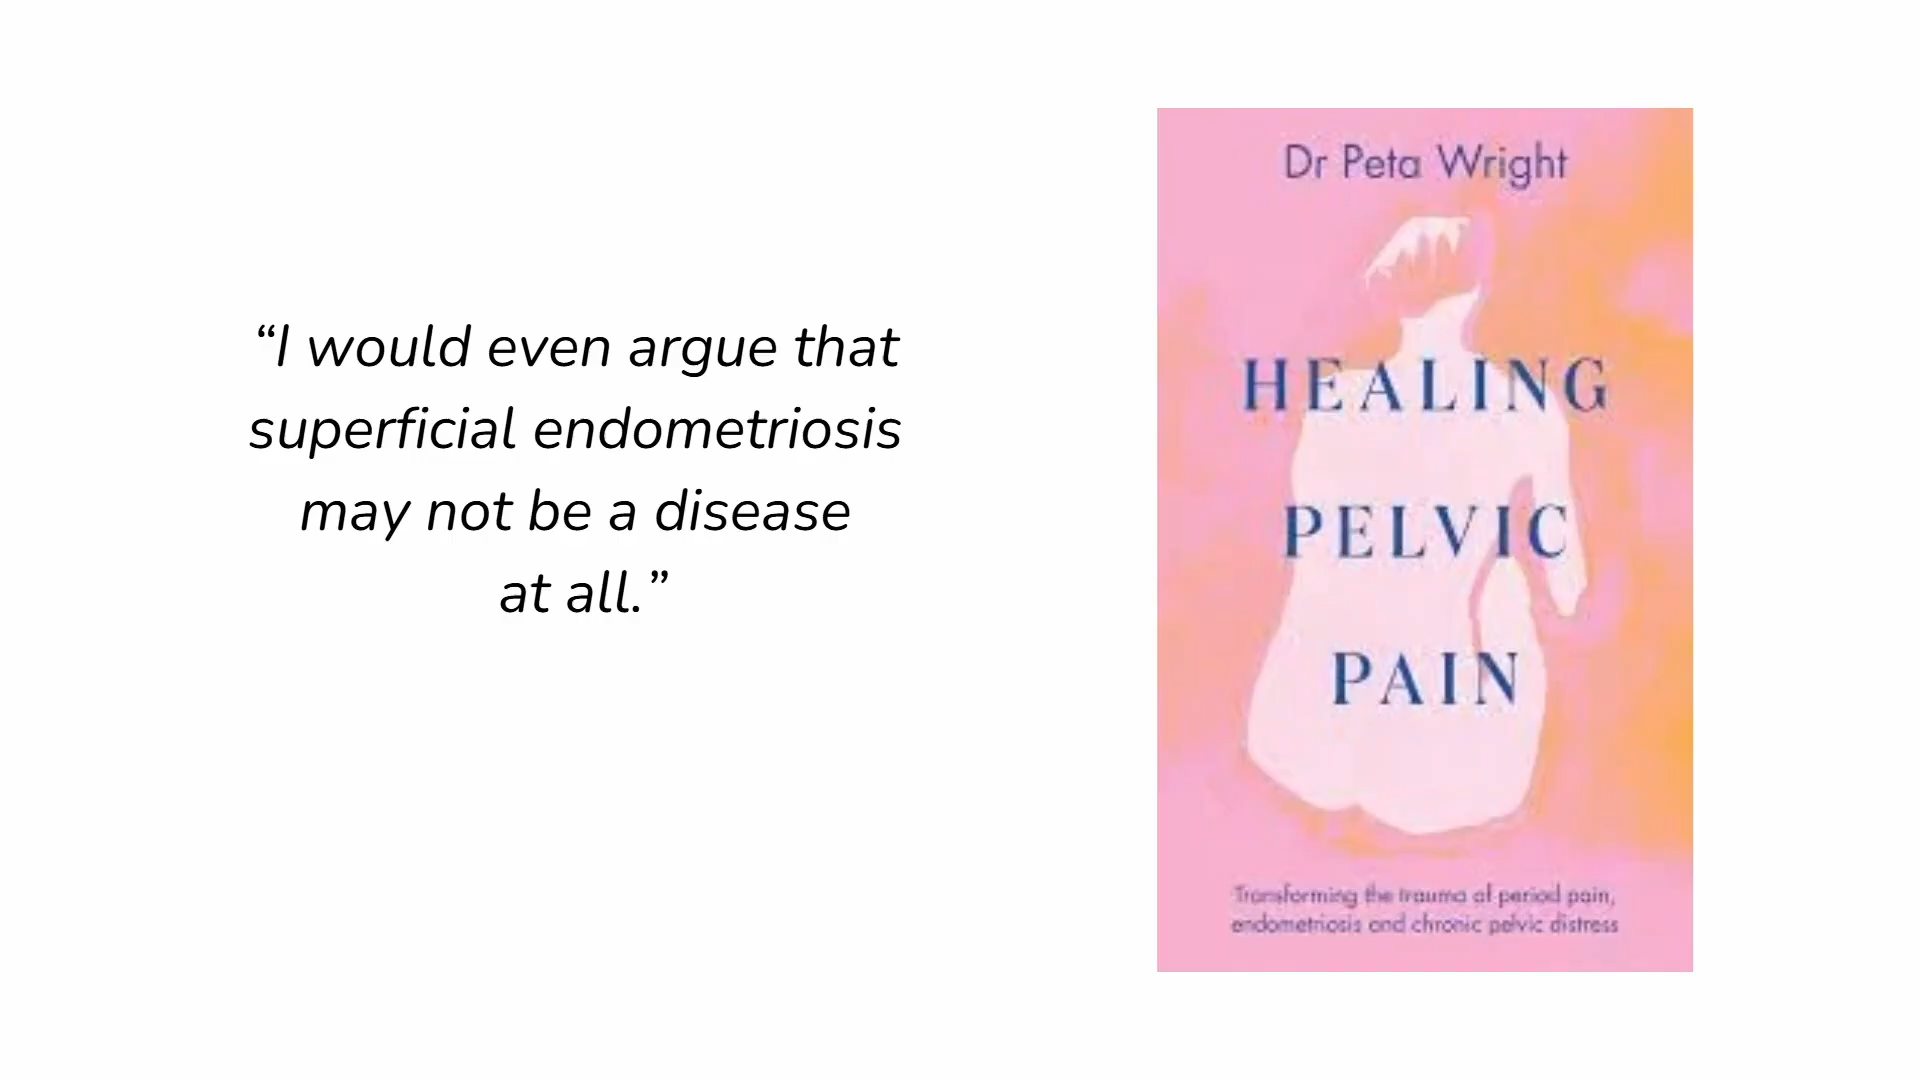 “I would even argue that
superficial endometriosis
may not be a disease
at all.”
Dr Peta Wright
HEALING
PELVIC
PAIN
Transforming the trauma of period pain,
endometriosis and chronic pelvic distress